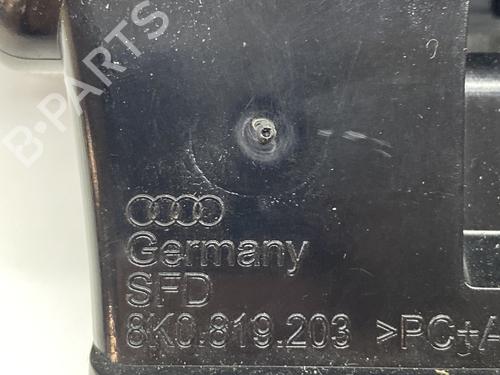 B-PARTS
Germany
SFD
8K0.819.203 >PC+A